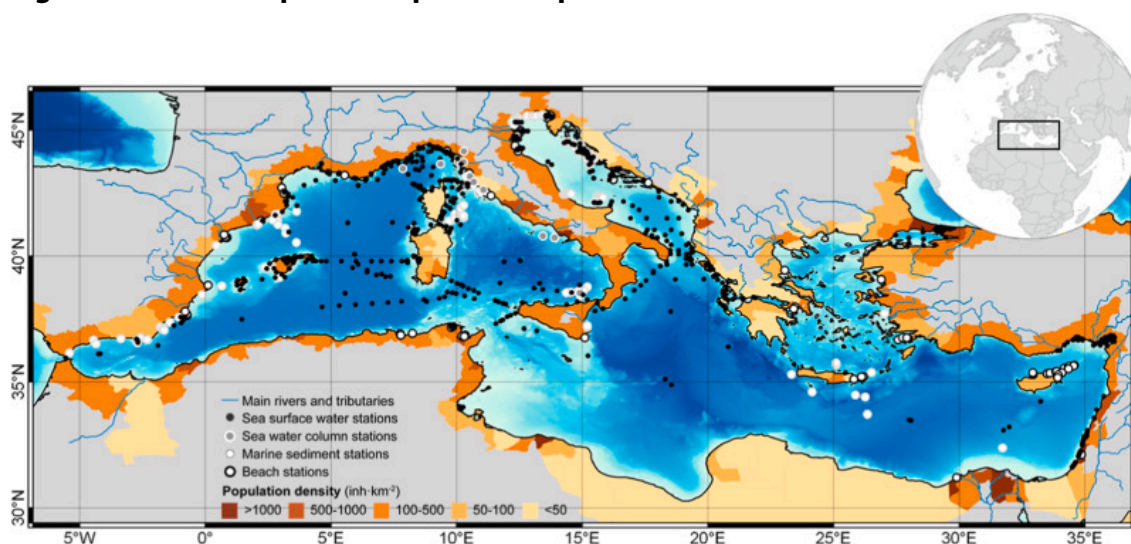 45°N
40°N
35°N
30°N
Main rivers and tributaries
Sea surface water stations
Sea water column stations
Marine sediment stations
Beach stations
Population density (inh·km-2)
>1000 500-1000 100-500 50-100 <50
5°W 0° 5°E 10°E 15°E 20°E 25°E 30°E 35°E